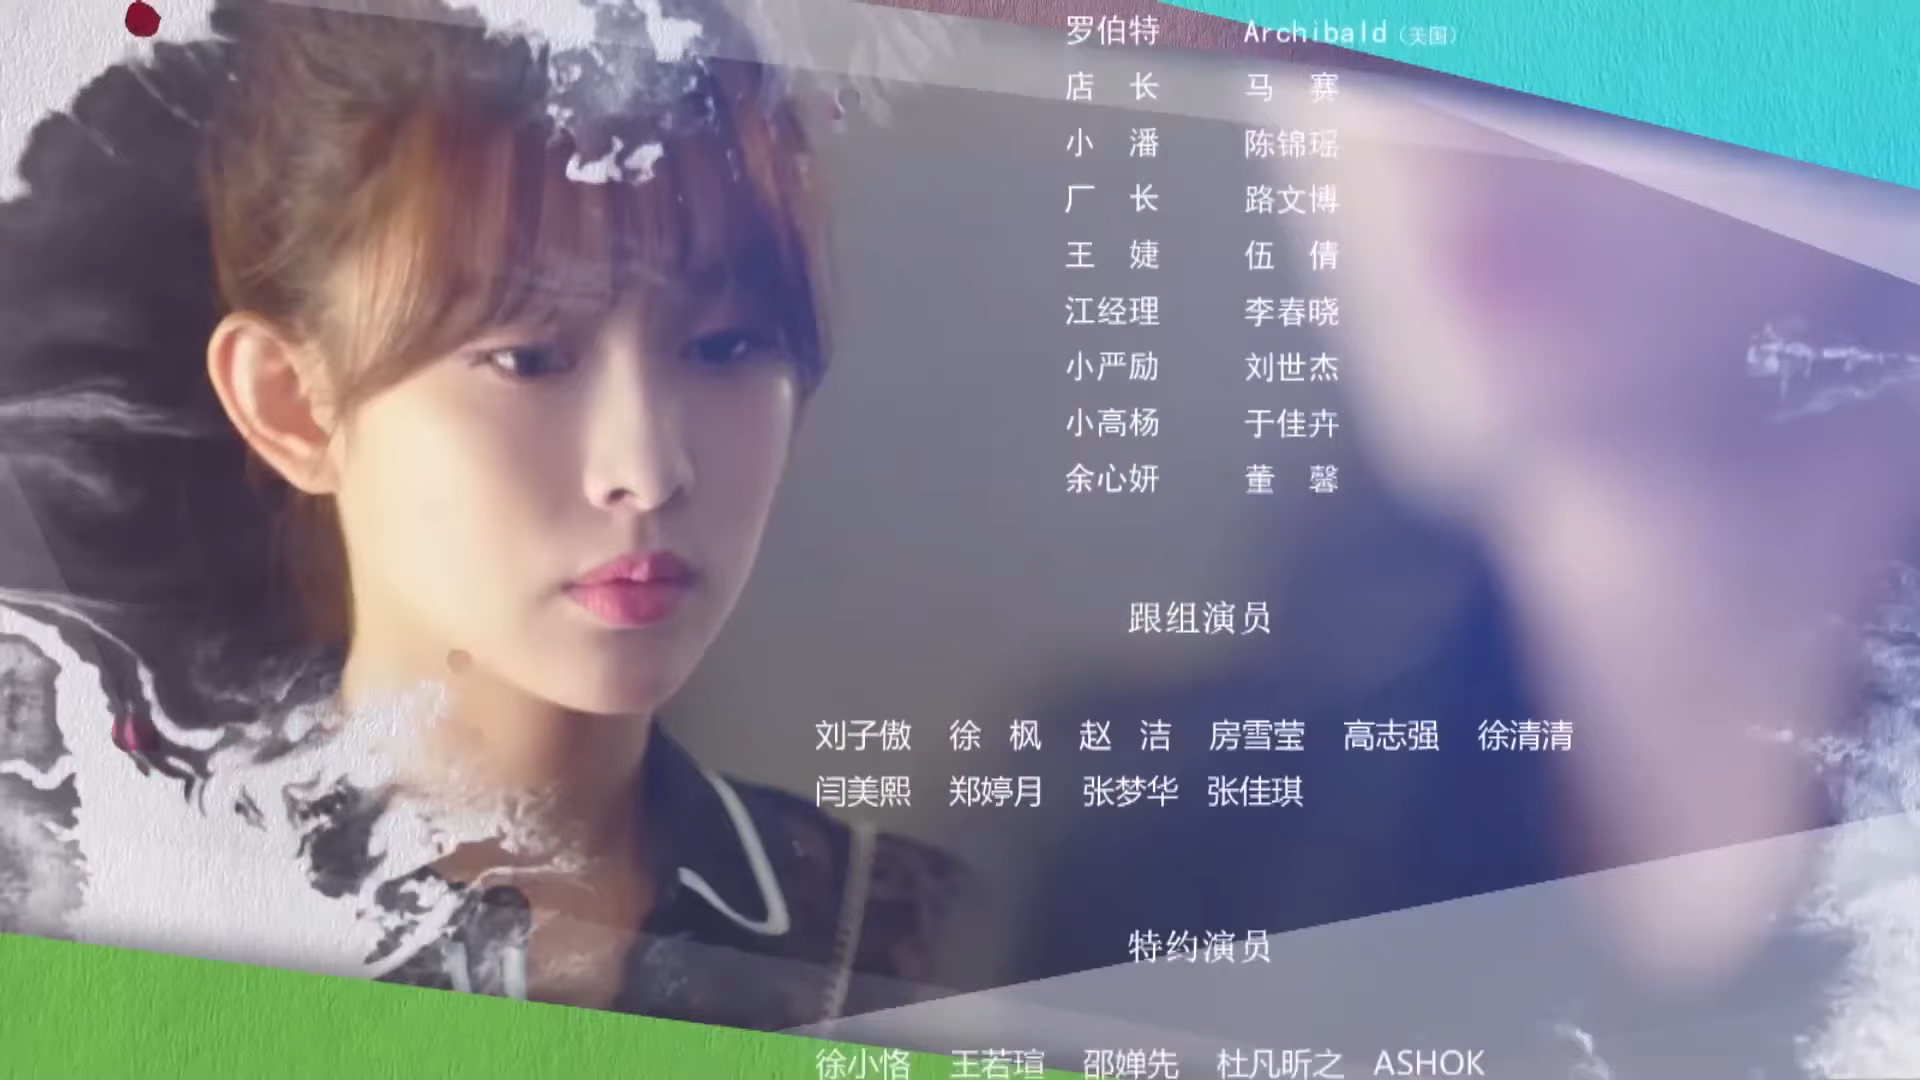 罗伯特 Archibald（美国）
店 长 马 赛
小 潘 陈锦瑶
厂 长 路文博
王 婕 伍 倩
江经理 李春晓
小严励 刘世杰
小高杨 于佳卉
余心妍 董 馨
跟组演员
刘子傲 徐 枫 赵 洁 房雪莹 高志强 徐清清
闫美熙 郑婷月 张梦华 张佳琪
特约演员
徐小恪 王若瑄 邵婵先 杜凡昕之 ASHOK